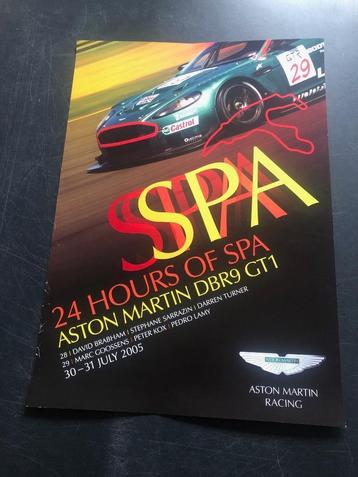 GTR
29
Castrol
SPA
24 HOURS OF SPA
ASTON MARTIN DBR9 GT1
28 | DAVID BRABHAM | STEPHANE SARRAZIN | DARREN TURNER
29 | MARC GOOSSENS | PETER KOX | PEDRO LAMY
30-31 JULY 2005
ASTON MARTIN
ASTON MARTIN
RACING